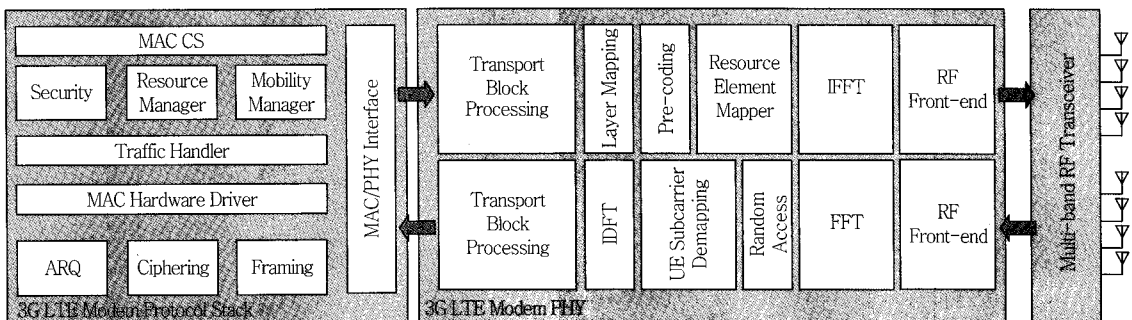 MAC CS
Security
Resource
Manager
Mobility
Manager
Traffic Handler
MAC Hardware Driver
ARQ
Ciphering
Framing
3G LTE Modem Protocol Stack
MAC/PHY Interface
Transport
Block
Processing
Layer Mapping
Pre-coding
Resource
Element
Mapper
IFFT
RF
Front-end
Transport
Block
Processing
IDFT
UE Subcarrier
Demapping
Random
Access
FFT
RF
Front-end
3G LTE Modem PHY
Multi-band RF Transceiver